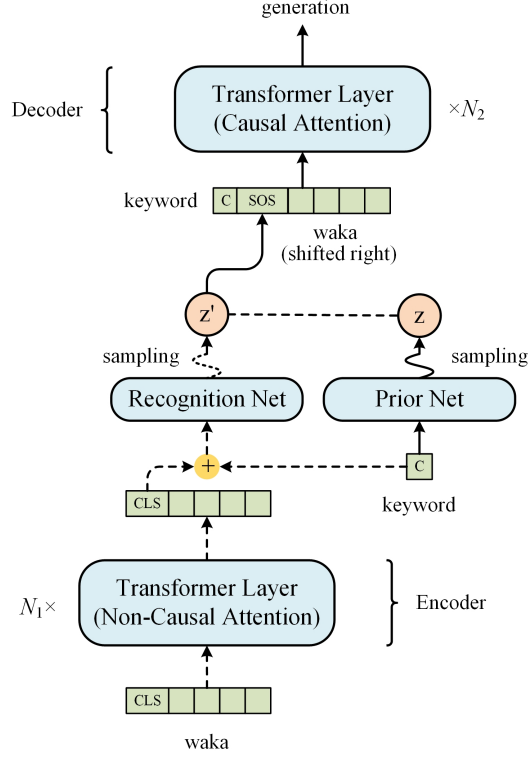 generation
Decoder
Transformer Layer
(Causal Attention)
×N₂
keyword
C SOS
waka
(shifted right)
z'
z
sampling
sampling
Recognition Net
Prior Net
+
C
keyword
CLS
N₁×
Transformer Layer
(Non-Causal Attention)
Encoder
CLS
waka